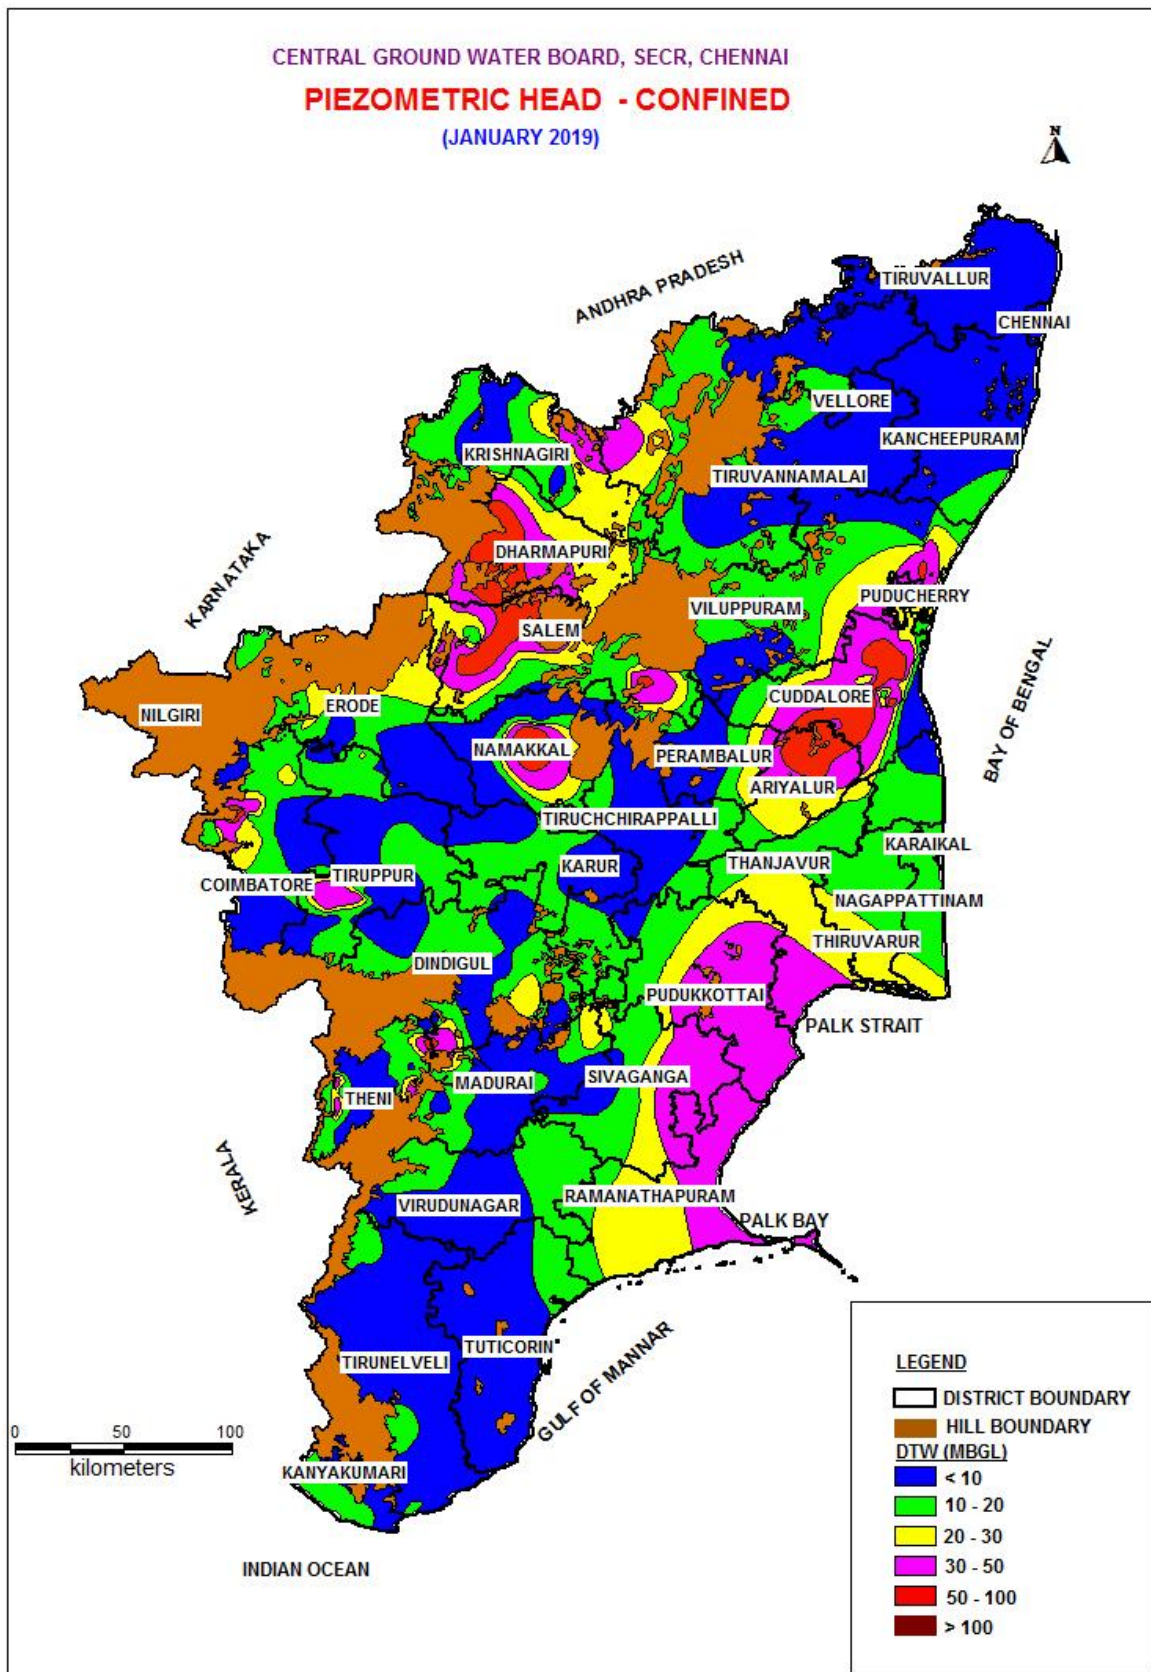 CENTRAL GROUND WATER BOARD, SECR, CHENNAI
PIEZOMETRIC HEAD - CONFINED
(JANUARY 2019)
N
ANDHRA PRADESH
TIRUVALLUR
CHENNAI
VELLORE
KANCHEEPURAM
KRISHNAGIRI
TIRUVANNAMALAI
KARNATAKA
DHARMAPURI
PUDUCHERRY
VILUPPURAM
SALEM
BAY OF BENGAL
CUDDALORE
NILGIRI
ERODE
NAMAKKAL
PERAMBALUR
ARIYALUR
TIRUCHCHIRAPPALLI
KARAIKAL
THANJAVUR
KARUR
TIRUPPUR
COIMBATORE
NAGAPPATTINAM
THIRUVARUR
DINDIGUL
PUDUKKOTTAI
PALK STRAIT
SIVAGANGA
MADURAI
THENI
KERALA
RAMANATHAPURAM
VIRUDUNAGAR
PALK BAY
TUTICORIN
TIRUNELVELI
GULF OF MANNAR
KANYAKUMARI
INDIAN OCEAN
0 50 100
kilometers
LEGEND
DISTRICT BOUNDARY
HILL BOUNDARY
DTW (MBGL)
< 10
10 - 20
20 - 30
30 - 50
50 - 100
> 100